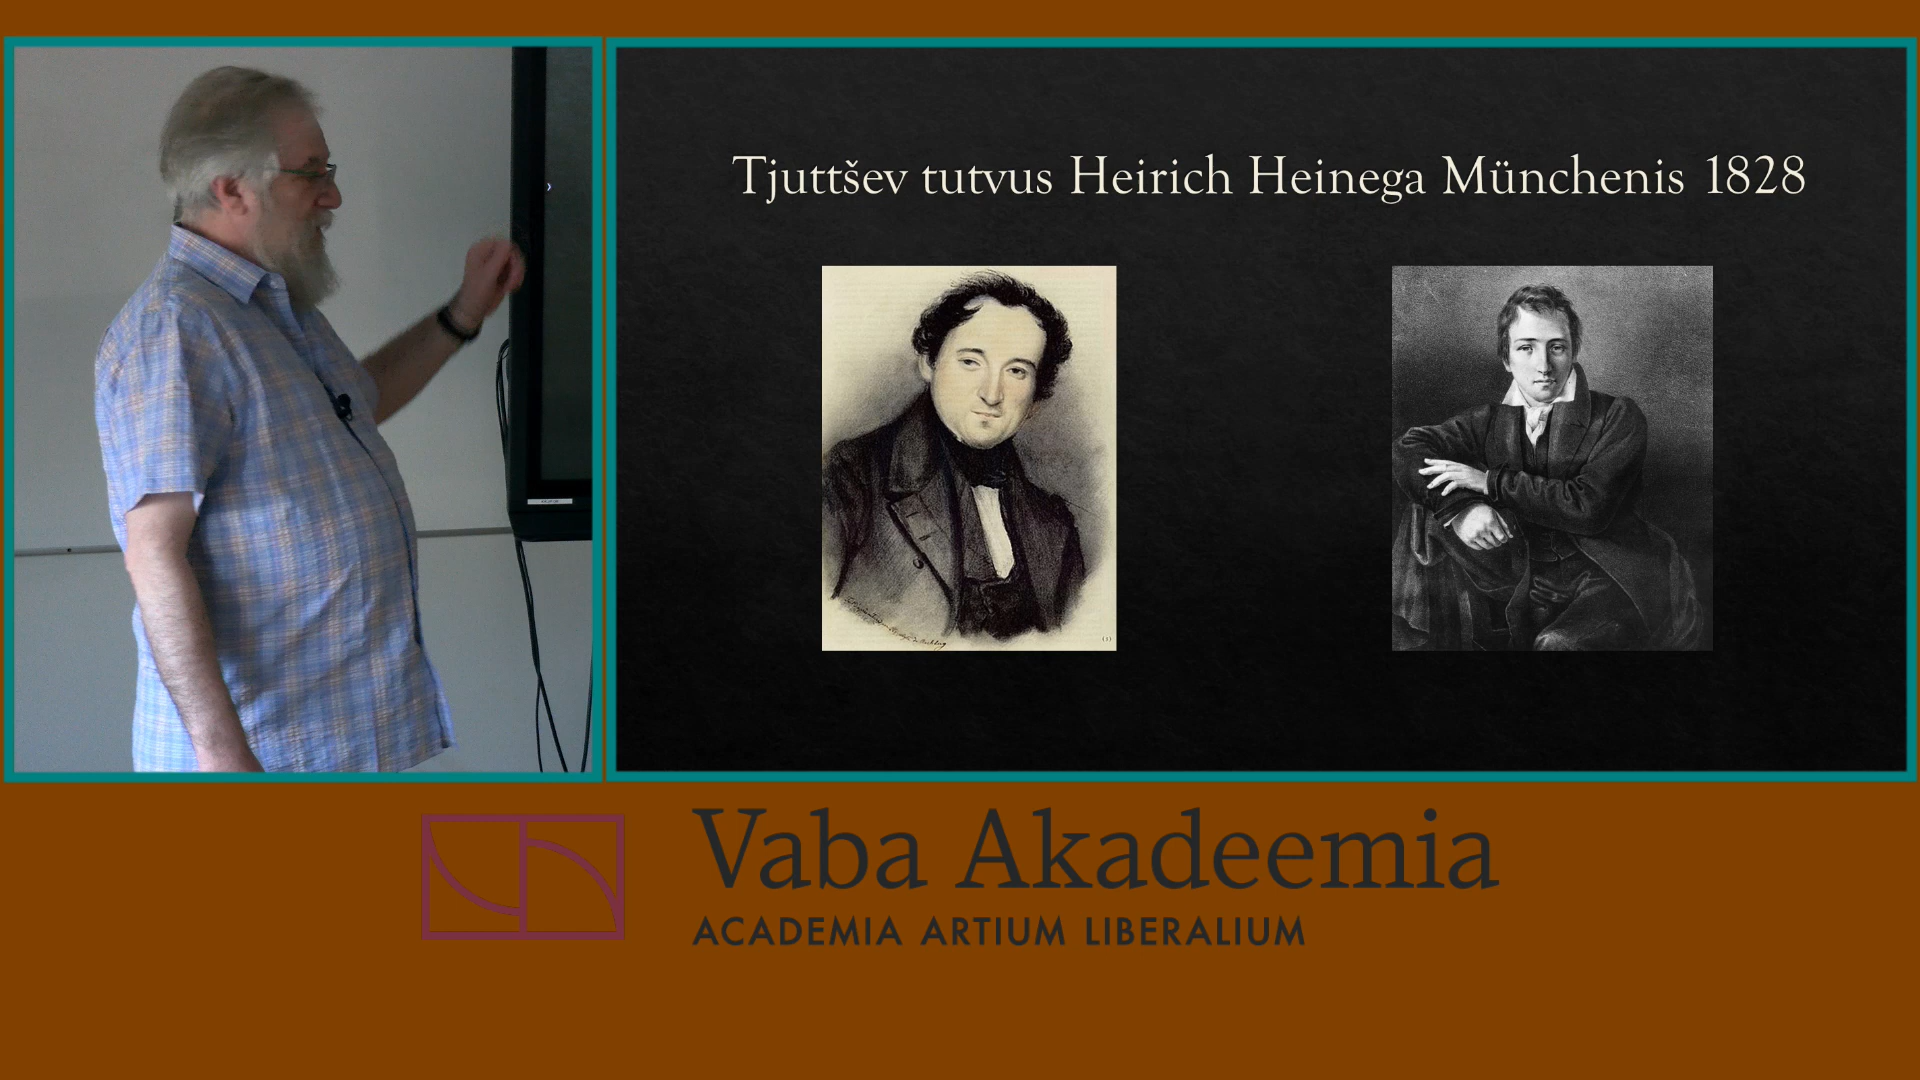 Tjuttšev tutvus Heirich Heinega Münchenis 1828
Vaba Akadeemia
ACADEMIA ARTIUM LIBERALIUM